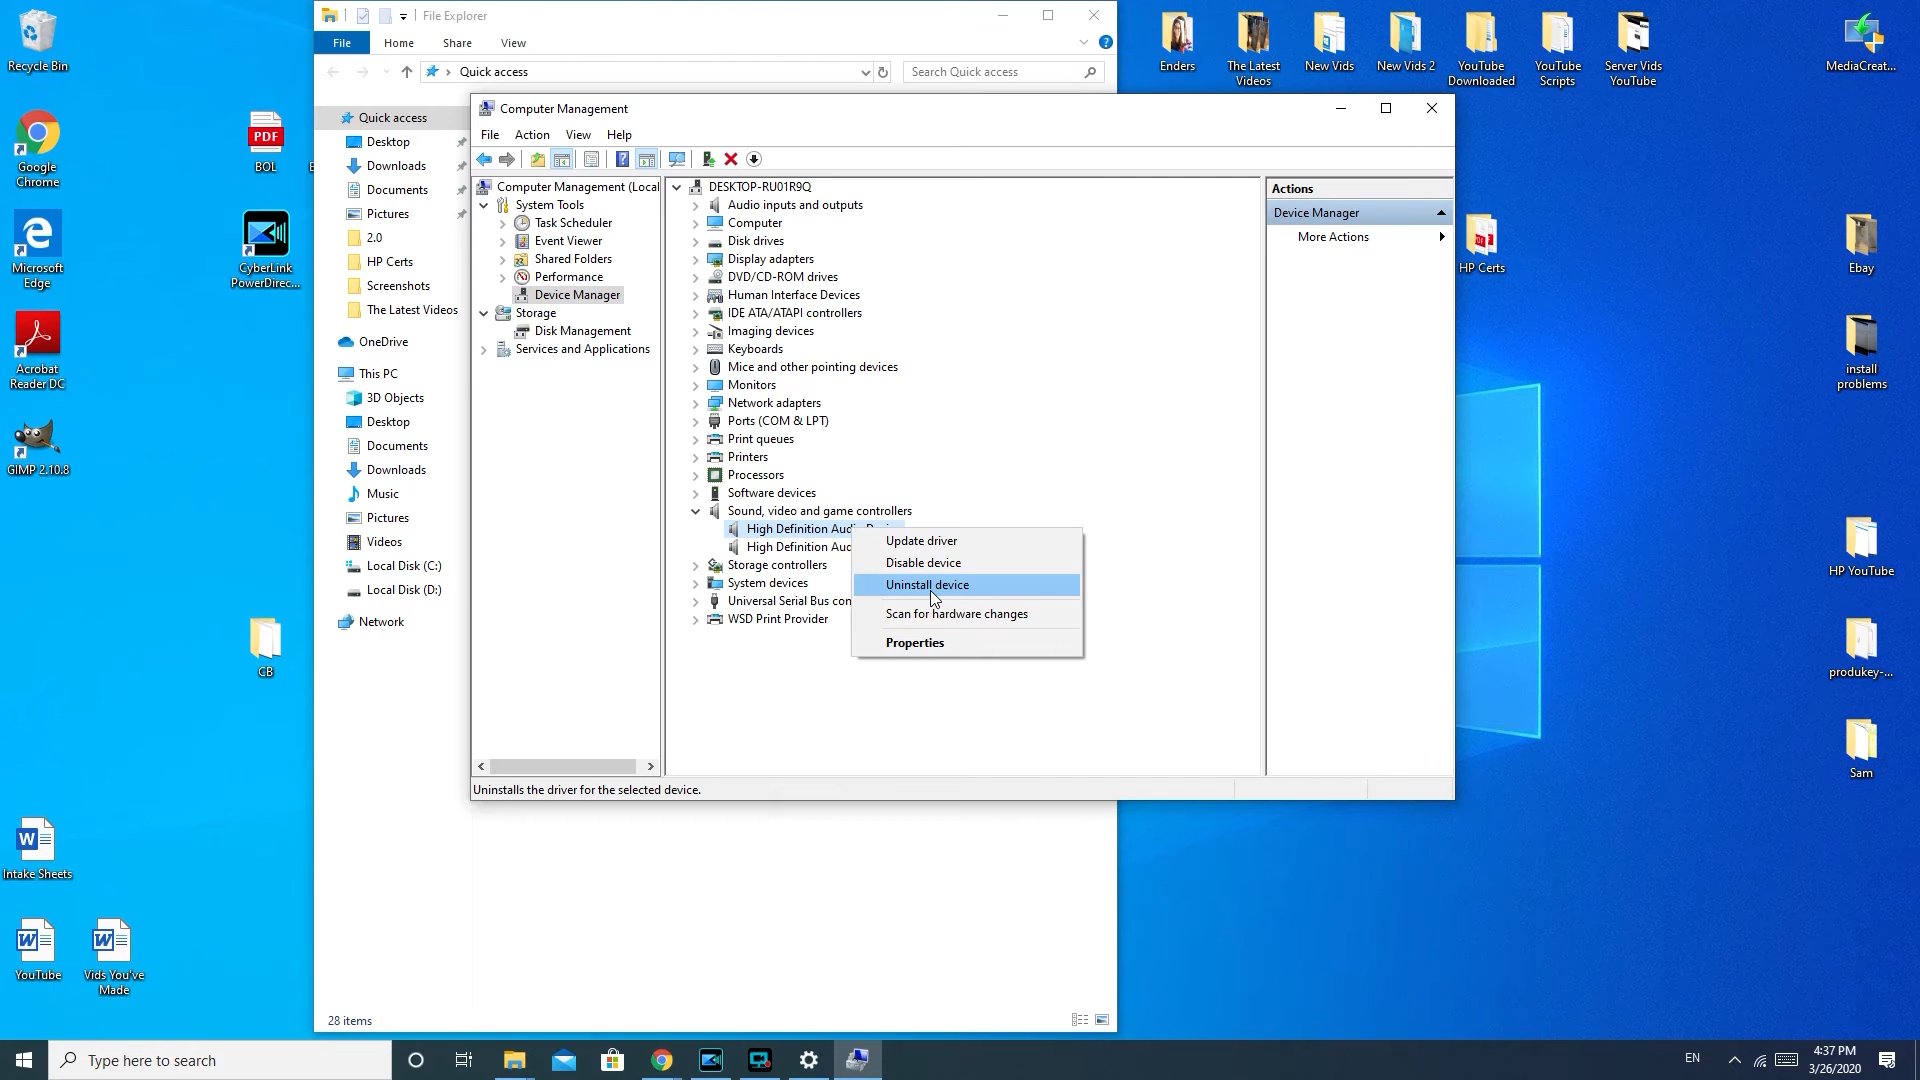 Recycle Bin
Google
Chrome
Microsoft
Edge
Acrobat
Reader DC
GIMP 2.10.8
Intake Sheets
YouTube
Vids You've
Made
PDF
BOL
CyberLink
PowerDirec...
CB
File Explorer
File
Home
Share
View
Quick access
Search Quick access
Quick access
Desktop
Downloads
Documents
Pictures
2.0
HP Certs
Screenshots
The Latest Videos
OneDrive
This PC
3D Objects
Desktop
Documents
Downloads
Music
Pictures
Videos
Local Disk (C:)
Local Disk (D:)
Network
28 items
Computer Management
File
Action
View
Help
Computer Management (Local
System Tools
Task Scheduler
Event Viewer
Shared Folders
Performance
Device Manager
Storage
Disk Management
Services and Applications
DESKTOP-RU01R9Q
Audio inputs and outputs
Computer
Disk drives
Display adapters
DVD/CD-ROM drives
Human Interface Devices
IDE ATA/ATAPI controllers
Imaging devices
Keyboards
Mice and other pointing devices
Monitors
Network adapters
Ports (COM & LPT)
Print queues
Printers
Processors
Software devices
Sound, video and game controllers
High Definition
High Definition
Storage controllers
System devices
Universal Serial Bus
WSD Print Provider
Update driver
Disable device
Uninstall device
Scan for hardware changes
Properties
Actions
Device Manager
More Actions
Uninstalls the driver for the selected device.
Enders
The Latest
Videos
New Vids
New Vids 2
YouTube
Downloaded
YouTube
Scripts
Server Vids
YouTube
MediaCreat...
HP Certs
Ebay
install
problems
HP YouTube
produkey-...
Sam
Type here to search
EN
4:37 PM
3/26/2020